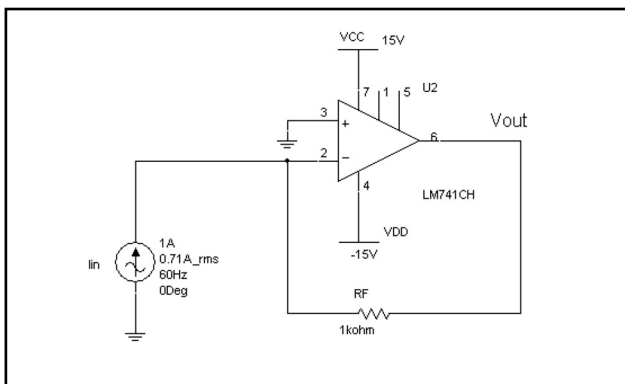 VCC 15V
7 1 5 U2
3
+
Vout
6
2
−
4
LM741CH
VDD
-15V
Iin
1A
0.71A_rms
60Hz
0Deg
RF
1kohm